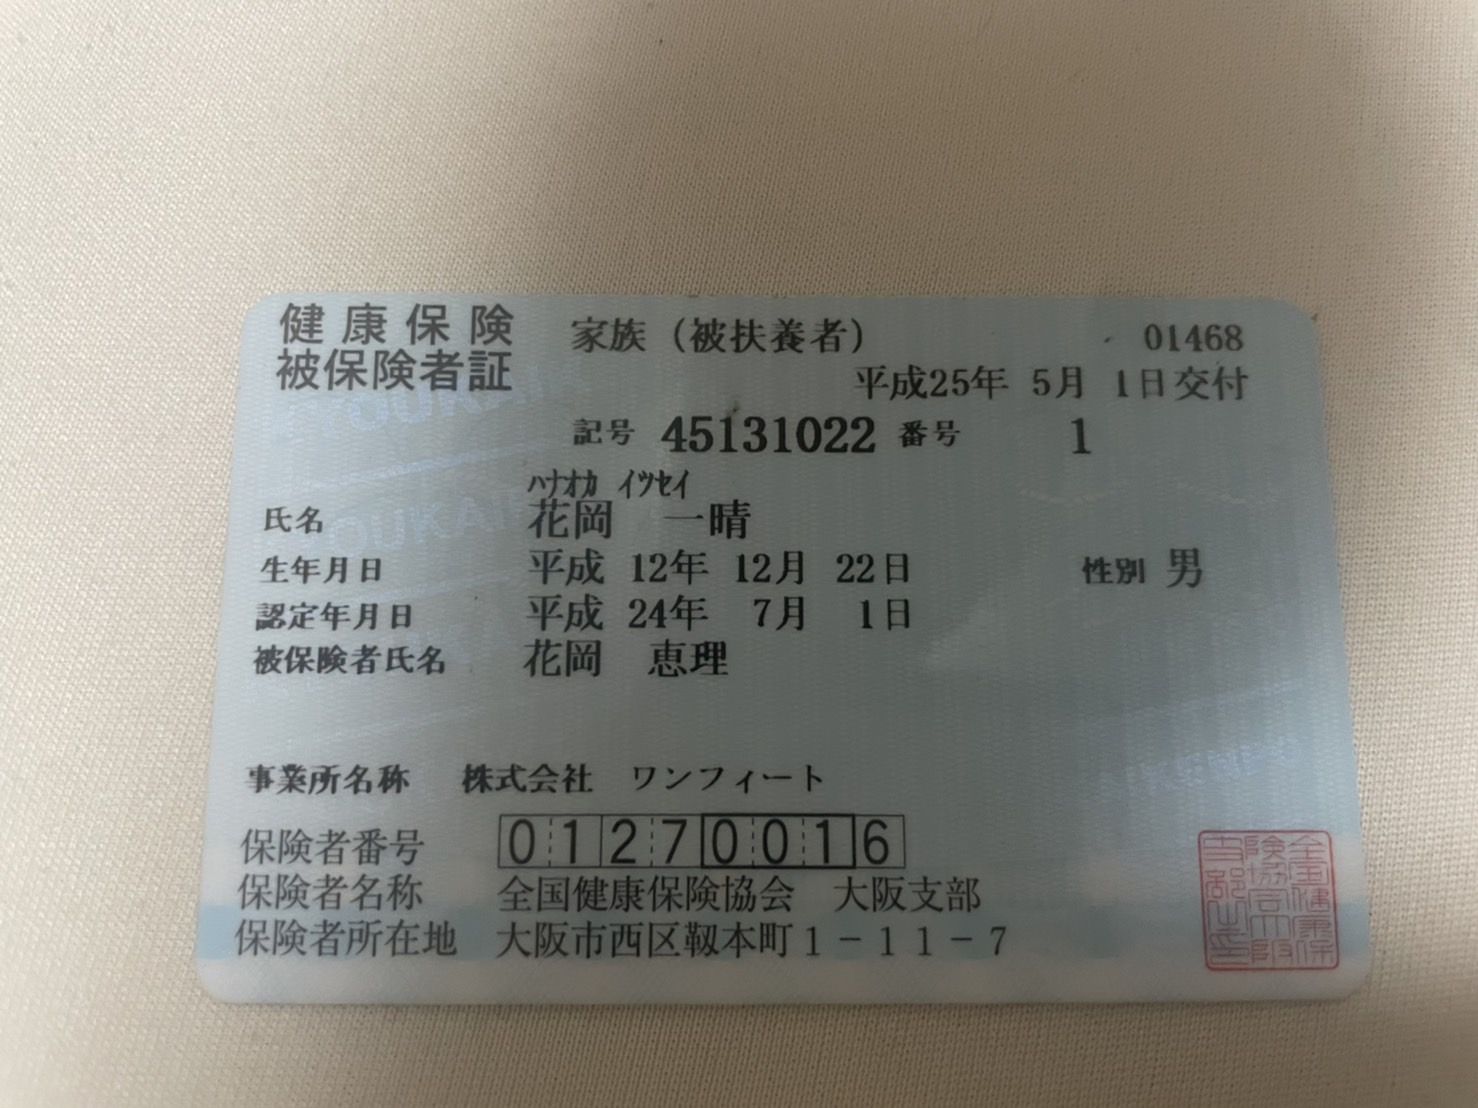 健康保険 家族（被扶養者） 01468
被保険者証 平成25年 5月 1日交付
記号 45131022 番号 1
ﾊﾅｵｶ ｲﾂｾｲ
氏名 花岡 一晴
生年月日 平成 12年 12月 22日 性別 男
認定年月日 平成 24年 7月 1日
被保険者氏名 花岡 恵理
事業所名称 株式会社 ワンフィート
保険者番号 01270016
保険者名称 全国健康保険協会 大阪支部
保険者所在地 大阪市西区靱本町1－11－7